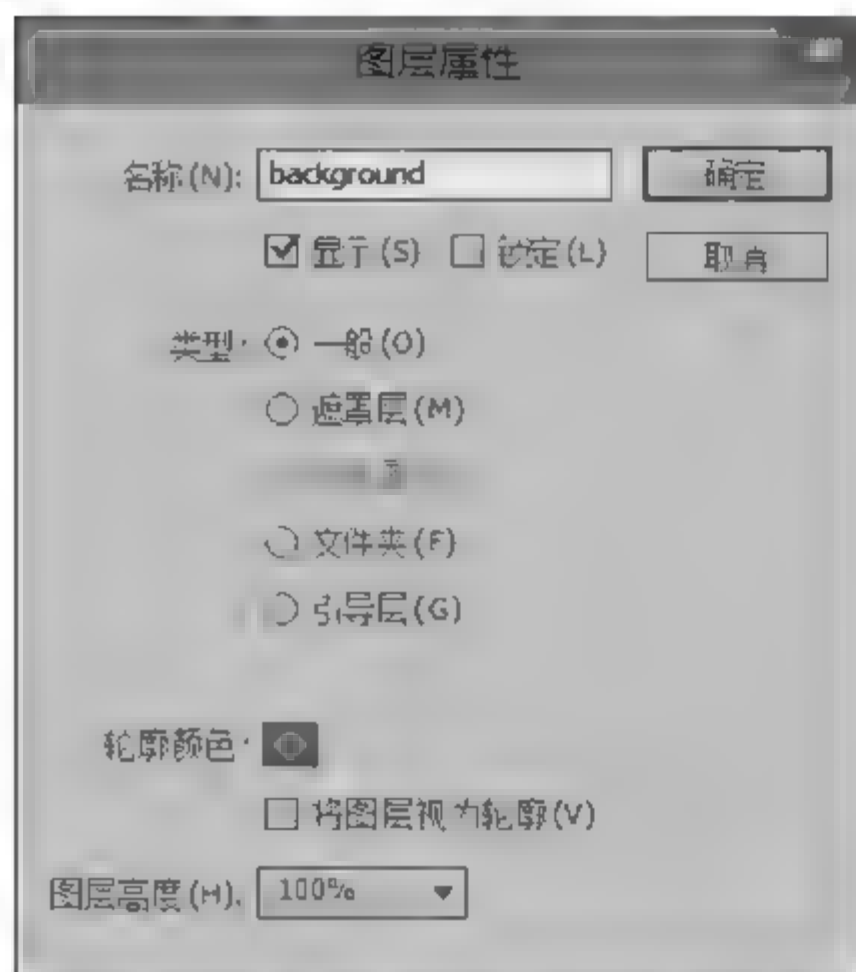 图层属性
名称(N): background 确定
显示(S) 锁定(L) 取消
类型: 一般(O)
遮罩层(M)
文件夹(F)
引导层(G)
轮廓颜色:
将图层视为轮廓(V)
图层高度(H): 100%